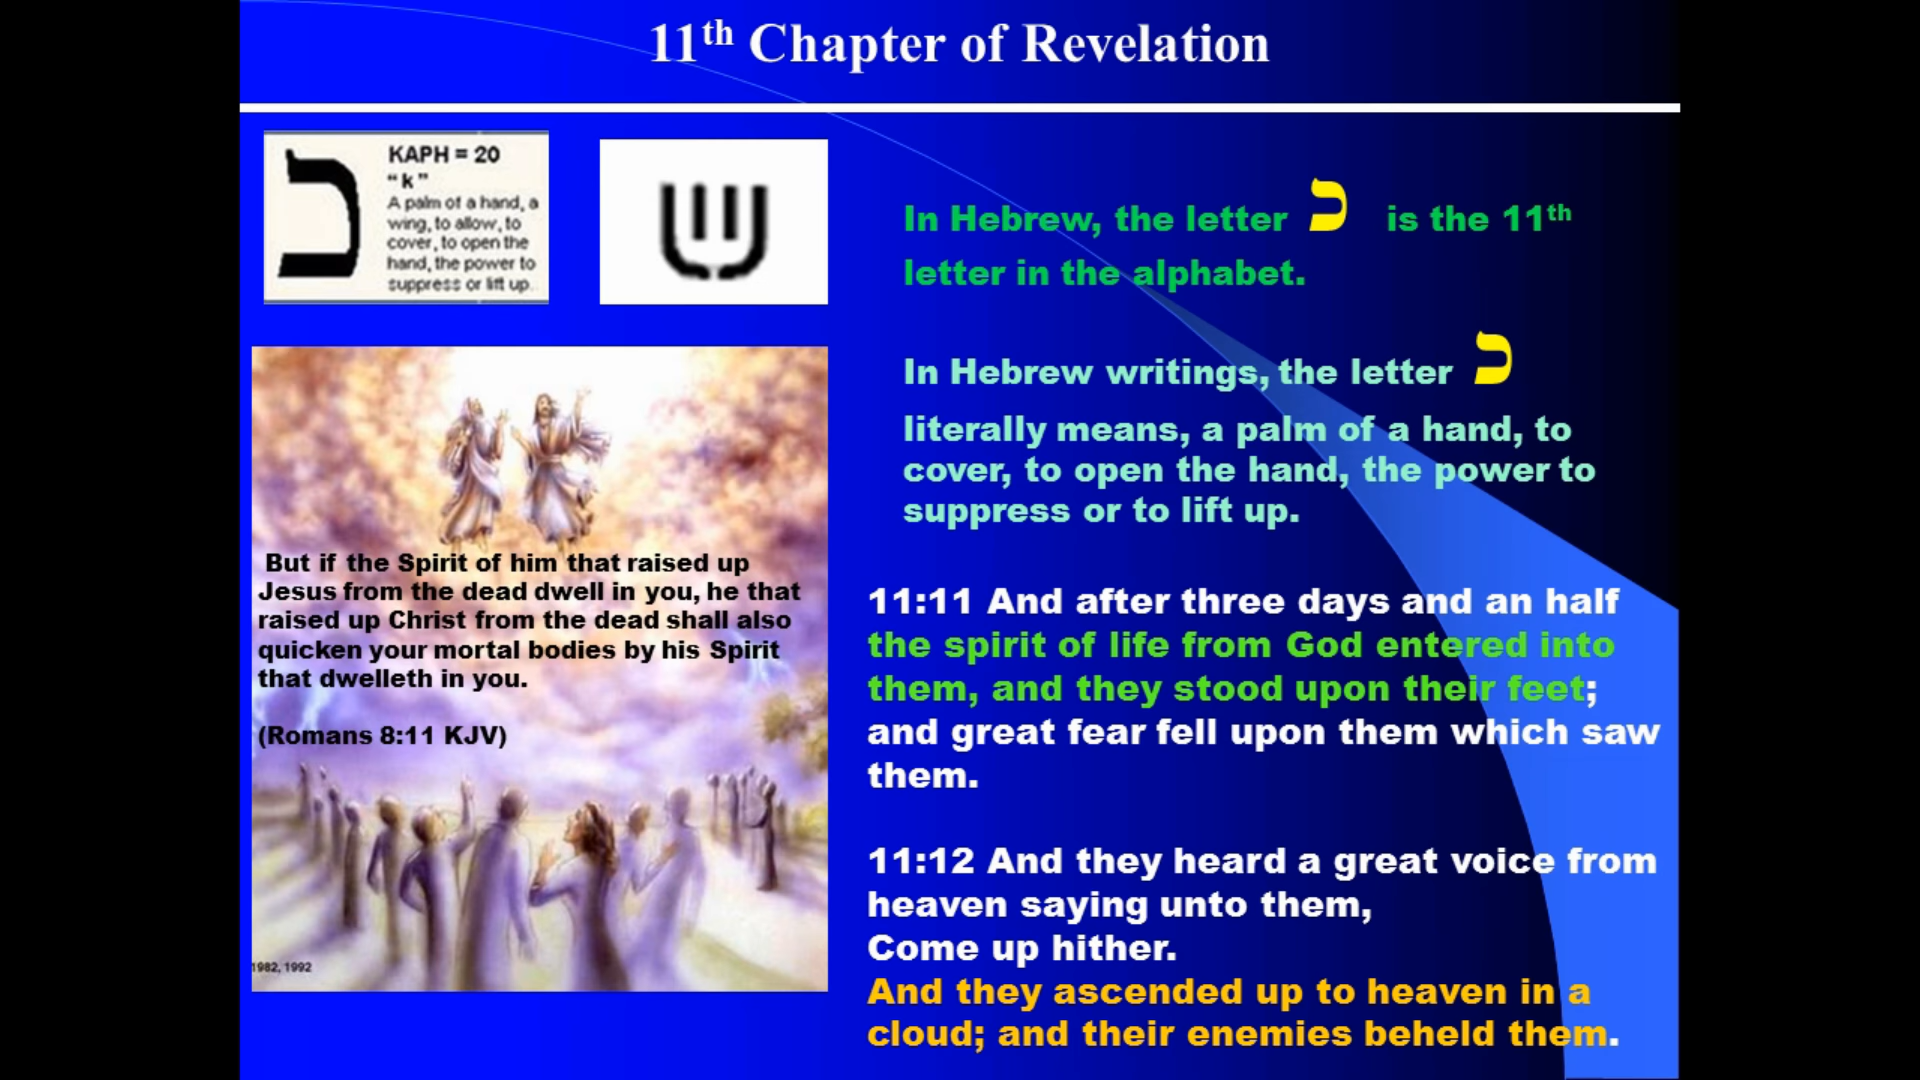 11th Chapter of Revelation
כ
KAPH = 20
“k”
A palm of a hand, a
wing, to allow, to
cover, to open the
hand, the power to
suppress or lift up.
In Hebrew, the letter כ is the 11th
letter in the alphabet.
In Hebrew writings, the letter כ
literally means, a palm of a hand, to
cover, to open the hand, the power to
suppress or to lift up.
But if the Spirit of him that raised up
Jesus from the dead dwell in you, he that
raised up Christ from the dead shall also
quicken your mortal bodies by his Spirit
that dwelleth in you.
(Romans 8:11 KJV)
1982, 1992
11:11 And after three days and an half
the spirit of life from God entered into
them, and they stood upon their feet;
and great fear fell upon them which saw
them.
11:12 And they heard a great voice from
heaven saying unto them,
Come up hither.
And they ascended up to heaven in a
cloud; and their enemies beheld them.